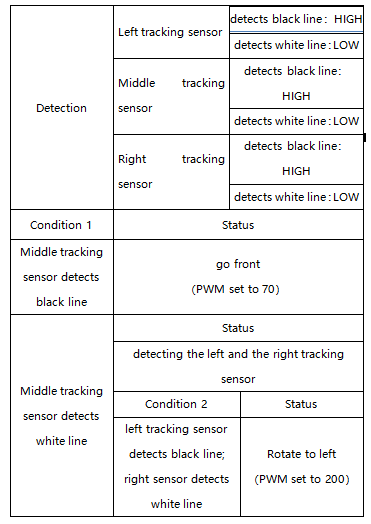 Detection
Left tracking sensor
detects black line: HIGH
detects white line:LOW
Middle tracking
sensor
detects black line:
HIGH
detects white line:LOW
Right tracking
sensor
detects black line:
HIGH
detects white line:LOW
Condition 1
Status
Middle tracking
sensor detects
black line
go front
(PWM set to 70)
Middle tracking
sensor detects
white line
Status
detecting the left and the right tracking
sensor
Condition 2
Status
left tracking sensor
detects black line;
right sensor detects
white line
Rotate to left
(PWM set to 200)